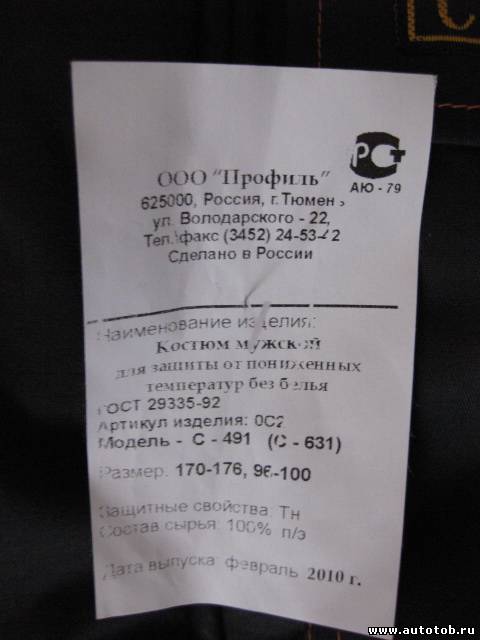 С
РСТ
АЮ - 79
ООО "Профиль"
625000, Россия, г.Тюмень
ул. Володарского - 22,
Тел.\факс (3452) 24-53-42
Сделано в России
Наименование изделия:
Костюм мужской
для защиты от пониженных
температур без белья
ГОСТ 29335-92
Артикул изделия: 0С2
Модель - С - 491 (С - 631)
Размер: 170-176, 96-100
Защитные свойства: Тн
Состав сырья: 100% п/э
Дата выпуска: февраль 2010 г.
www.autotob.ru